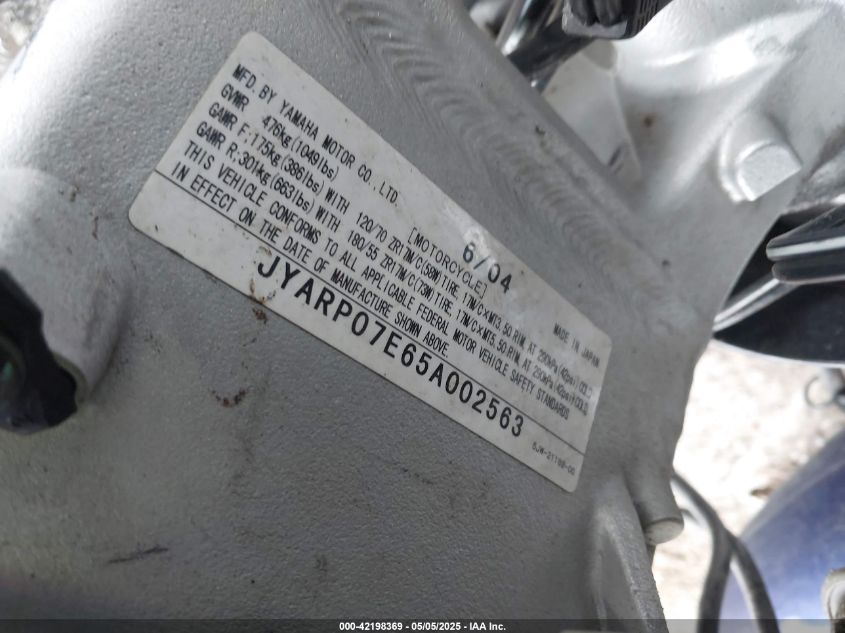 MFD. BY YAMAHA MOTOR CO., LTD. [MOTORCYCLE] 6/04 MADE IN JAPAN
GVWR 476kg(1049lbs)
GAWR F:175kg(386lbs) WITH 120/70 ZR17M/C(58W)TIRE, 17M/C×MT3.50 RIM, AT 290kPa(42psi)COLD
GAWR R:301kg(663lbs) WITH 180/55 ZR17M/C(73W)TIRE, 17M/C×MT5.50 RIM, AT 290kPa(42psi)COLD
THIS VEHICLE CONFORMS TO ALL APPLICABLE FEDERAL MOTOR VEHICLE SAFETY STANDARDS
IN EFFECT ON THE DATE OF MANUFACTURE SHOWN ABOVE.
JYARP07E65A002563
000-42198369 - 05/05/2025 - IAA Inc.